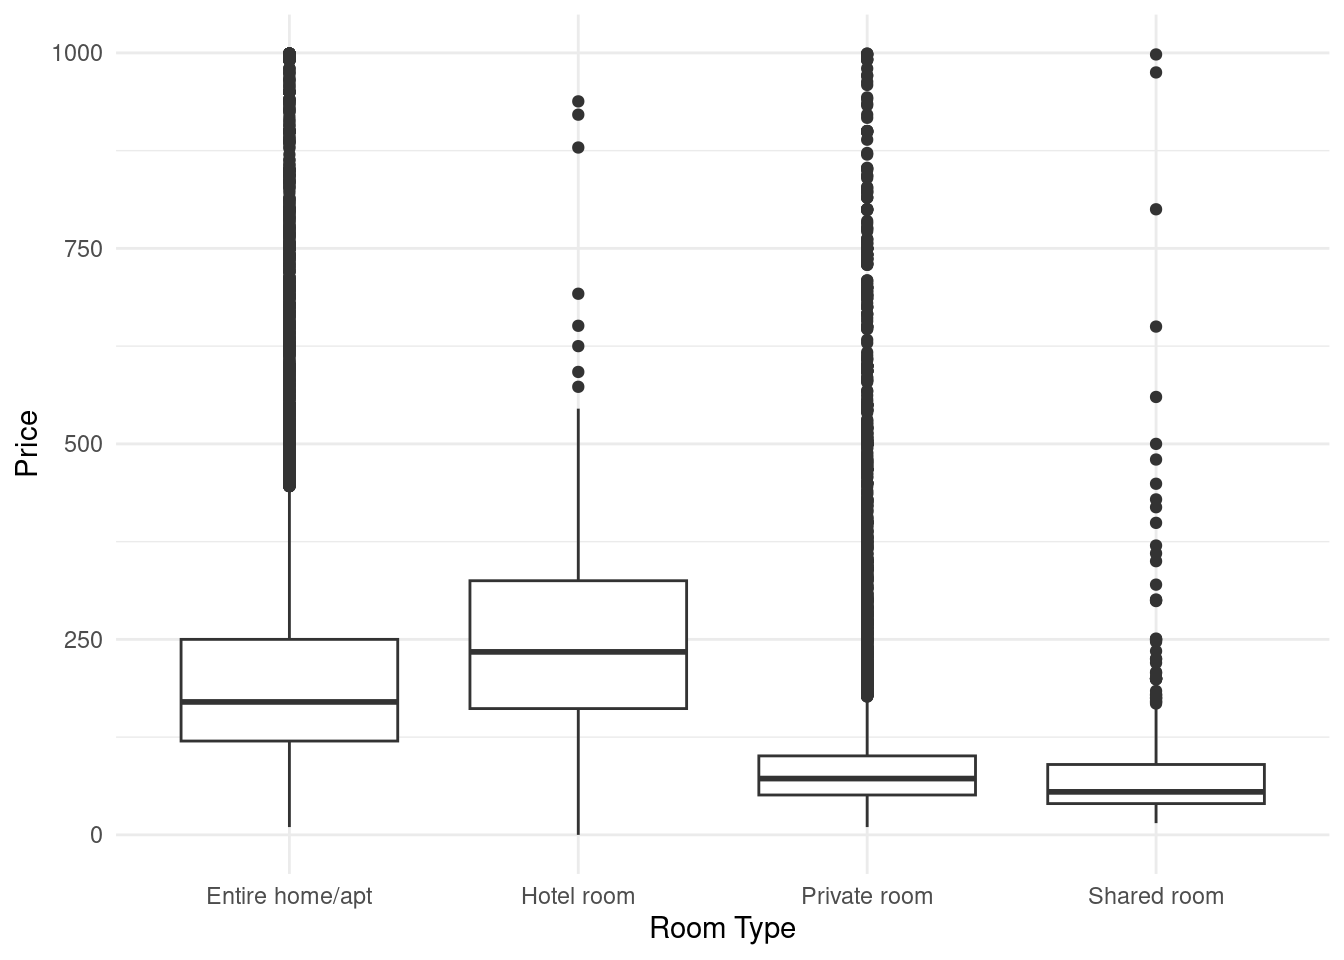 1000
750
500
250
0
Price
Entire home/apt
Hotel room
Private room
Shared room
Room Type